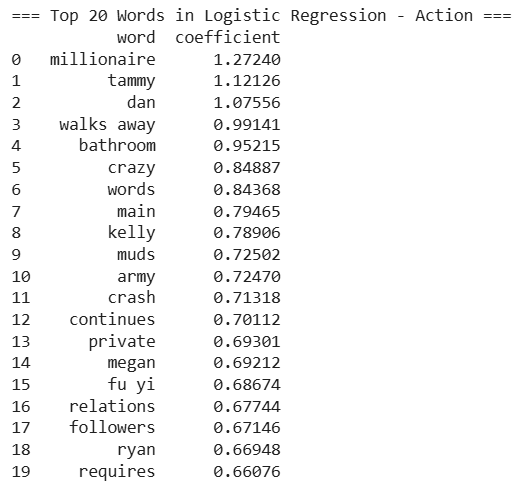 === Top 20 Words in Logistic Regression - Action ===
word coefficient
0 millionaire 1.27240
1 tammy 1.12126
2 dan 1.07556
3 walks away 0.99141
4 bathroom 0.95215
5 crazy 0.84887
6 words 0.84368
7 main 0.79465
8 kelly 0.78906
9 muds 0.72502
10 army 0.72470
11 crash 0.71318
12 continues 0.70112
13 private 0.69301
14 megan 0.69212
15 fu yi 0.68674
16 relations 0.67744
17 followers 0.67146
18 ryan 0.66948
19 requires 0.66076